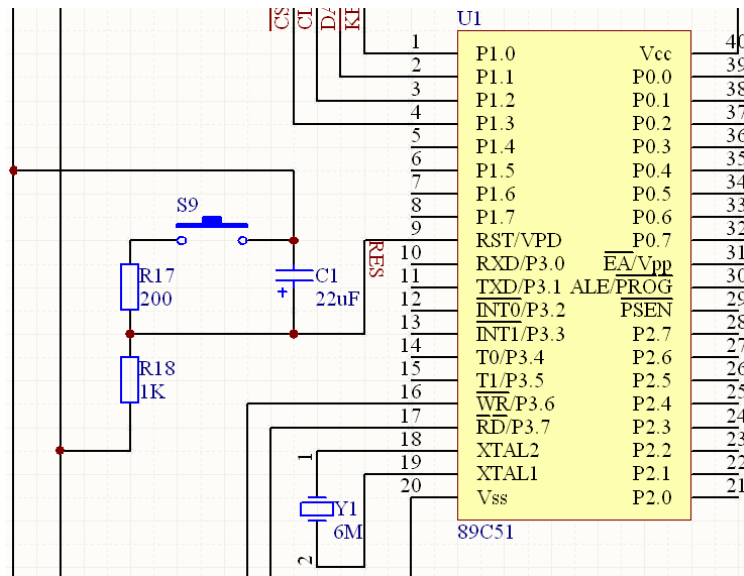 CS
U1
1 P1.0 Vcc 40
2 P1.1 P0.0 39
3 P1.2 P0.1 38
4 P1.3 P0.2 37
5 P1.4 P0.3 36
6 P1.5 P0.4 35
7 P1.6 P0.5 34
8 P1.7 P0.6 33
9 RST/VPD P0.7 32
10 RXD/P3.0 EA/Vpp 31
11 TXD/P3.1 ALE/PROG 30
12 INT0/P3.2 PSEN 29
13 INT1/P3.3 P2.7 28
14 T0/P3.4 P2.6 27
15 T1/P3.5 P2.5 26
16 WR/P3.6 P2.4 25
17 RD/P3.7 P2.3 24
18 XTAL2 P2.2 23
19 XTAL1 P2.1 22
20 Vss P2.0 21
89C51
RES
S9
R17
200
C1
+
22uF
R18
1K
1
Y1
6M
2